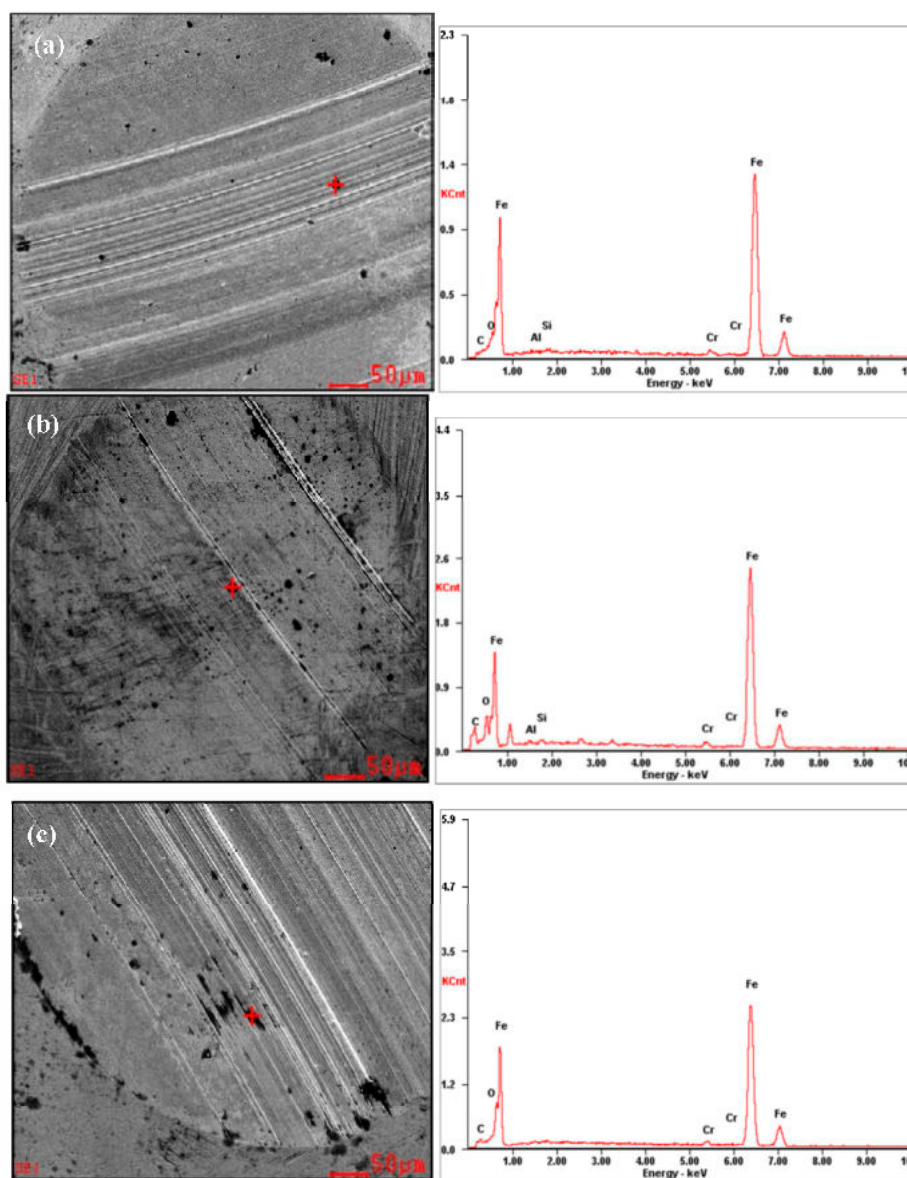 (a)
50µm
SE1
2.3
1.8
1.4
KCnt
0.9
0.5
0.0
Fe
O
C
Al
Si
Cr
Cr
Fe
Fe
1.00 2.00 3.00 4.00 5.00 6.00 7.00 8.00 9.00 10
Energy - keV
(b)
50µm
SE1
4.4
3.5
2.6
KCnt
1.8
0.9
0.0
Fe
O
C
Al
Si
Cr
Cr
Fe
Fe
1.00 2.00 3.00 4.00 5.00 6.00 7.00 8.00 9.00 10
Energy - keV
(c)
50µm
SE1
5.9
4.7
3.5
KCnt
2.3
1.2
0.0
Fe
O
C
Cr
Cr
Fe
Fe
1.00 2.00 3.00 4.00 5.00 6.00 7.00 8.00 9.00 10
Energy - keV